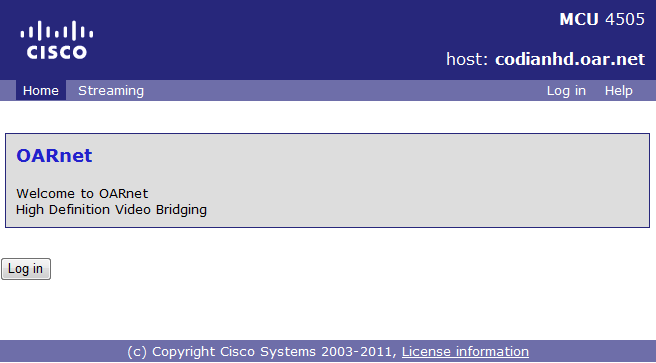 MCU 4505
CISCO
host: codianhd.oar.net
Home Streaming Log in Help
OARnet
Welcome to OARnet
High Definition Video Bridging
Log in
(c) Copyright Cisco Systems 2003-2011, License information